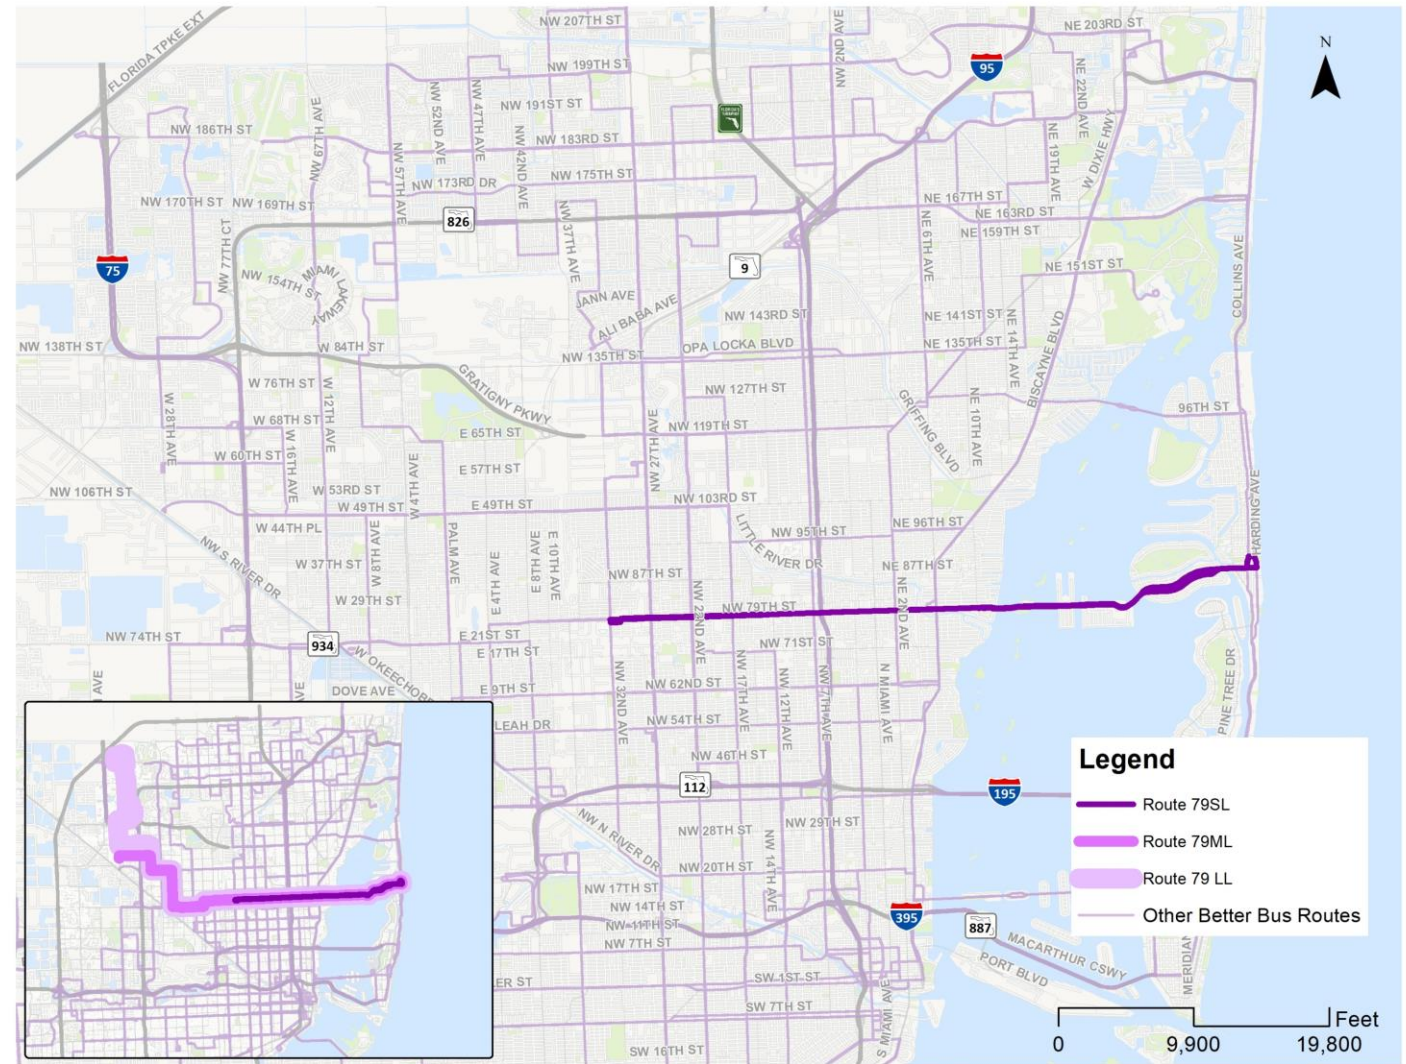 NW 207TH ST
NE 203RD ST
N
FLORIDA TPKE EXT
NW 2ND AVE
NW 199TH ST
95
NE 22ND AVE
NW 67TH AVE
NW 52ND AVE
NW 47TH AVE
NW 191ST ST
NW 186TH ST
NW 42ND AVE
NW 183RD ST
NE 19TH AVE
W DIXIE HWY
NW 57TH AVE
NW 173RD DR
NW 175TH ST
NW 170TH ST
NW 169TH ST
NE 167TH ST
826
NE 163RD ST
NW 77TH CT
NW 37TH AVE
NE 6TH AVE
NE 159TH ST
75
9
NE 151ST ST
COLLINS AVE
NW 154TH ST
MIAMI LAKEWAY
JANN AVE
ALI BABA AVE
NW 143RD ST
NE 141ST ST
NE 14TH AVE
NW 138TH ST
W 84TH ST
NW 135TH ST
OPA LOCKA BLVD
NE 135TH ST
BISCAYNE BLVD
W 76TH ST
W 12TH AVE
GRATIGNY PKWY
NW 127TH ST
GRIFFING BLVD
NE 10TH AVE
W 28TH AVE
W 68TH ST
NW 27TH AVE
NW 119TH ST
96TH ST
W 16TH AVE
E 65TH ST
W 60TH ST
W 4TH AVE
E 57TH ST
NW 106TH ST
W 53RD ST
NW 103RD ST
W 49TH ST
E 49TH ST
HARDING AVE
W 44TH PL
W 8TH AVE
PALM AVE
LITTLE RIVER DR
NW 95TH ST
NE 96TH ST
NW S RIVER DR
E 4TH AVE
E 8TH AVE
E 10TH AVE
W 37TH ST
NW 87TH ST
NE 87TH ST
W 29TH ST
NW 22ND AVE
NW 79TH ST
NE 2ND AVE
NW 74TH ST
934
E 21ST ST
NW 71ST ST
E 17TH ST
W OKEECHOBE
NW 32ND AVE
NW 17TH AVE
NW 12TH AVE
NW 7TH AVE
N MIAMI AVE
PINE TREE DR
AVE
AVE
DOVE AVE
E 9TH ST
NW 62ND ST
LEAH DR
NW 54TH ST
NW 46TH ST
112
195
NW N RIVER DR
NW 28TH ST
NW 29TH ST
NW 14TH AVE
NW 20TH ST
NW 17TH ST
NW 14TH ST
NW 11TH ST
NW 7TH ST
395
887
MACARTHUR CSWY
PORT BLVD
MERIDIAN
ER ST
SW 1ST ST
SW 7TH ST
S MIAMI AVE
SW 16TH ST
Legend
Route 79SL
Route 79ML
Route 79 LL
Other Better Bus Routes
Feet
0
9,900
19,800